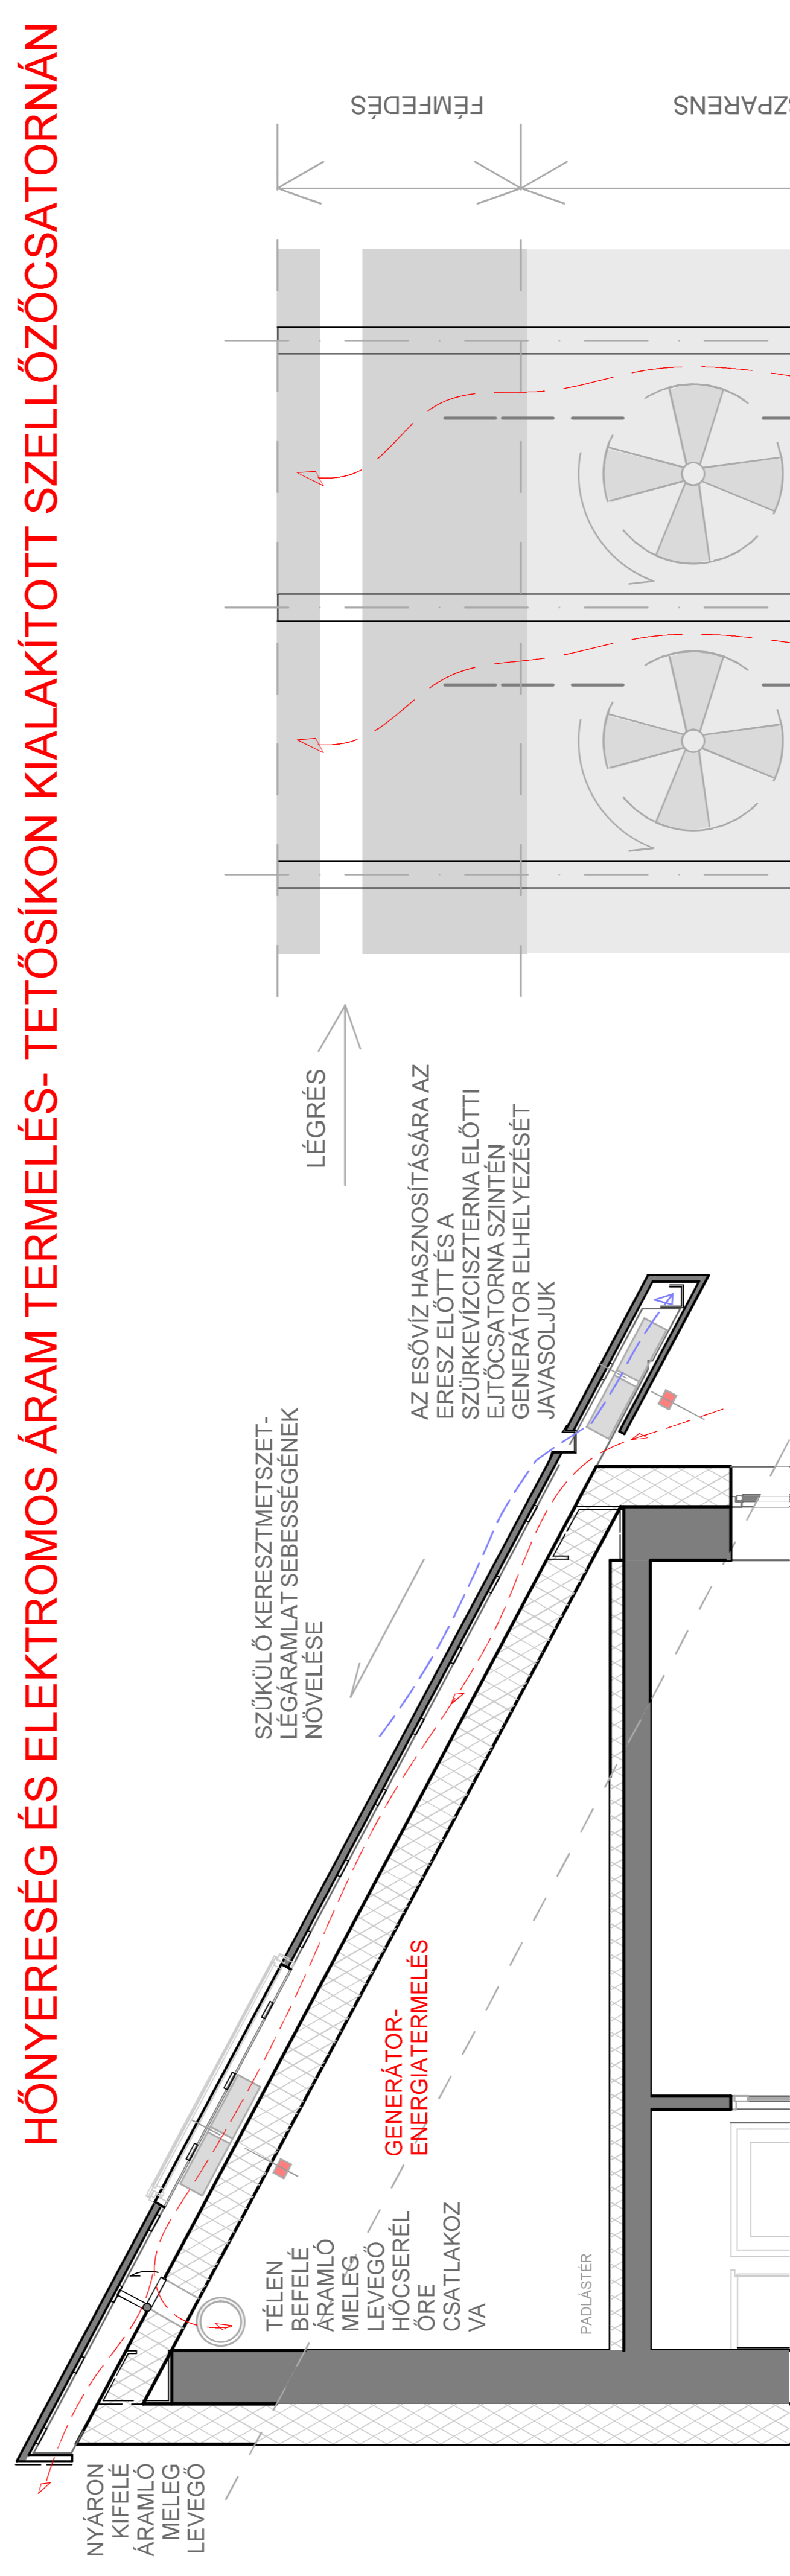 HŐNYERESÉG ÉS ELEKTROMOS ÁRAM TERMELÉS- TETŐSÍKON KIALAKÍTOTT SZELLŐZŐCSATORNÁN
NYÁRON
KIFELÉ
ÁRAMLÓ
MELEG
LEVEGŐ
TÉLEN
BEFELÉ
ÁRAMLÓ
MELEG
LEVEGŐ
HŐCSERÉL
ŐRE
CSATLAKOZ
VA
GENERÁTOR-
ENERGIATERMELÉS
PADLÁSTÉR
SZŰKÜLŐ KERESZTMETSZET-
LÉGÁRAMLAT SEBESSÉGÉNEK
NÖVELÉSE
AZ ESŐVÍZ HASZNOSÍTÁSÁRA AZ
ERESZ ELŐTT ÉS A
SZÜRKEVÍZCISZTERNA ELŐTTI
EJTŐCSATORNA SZINTÉN
GENERÁTOR ELHELYEZÉSÉT
JAVASOLJUK
LÉGRÉS
FÉMFEDÉS